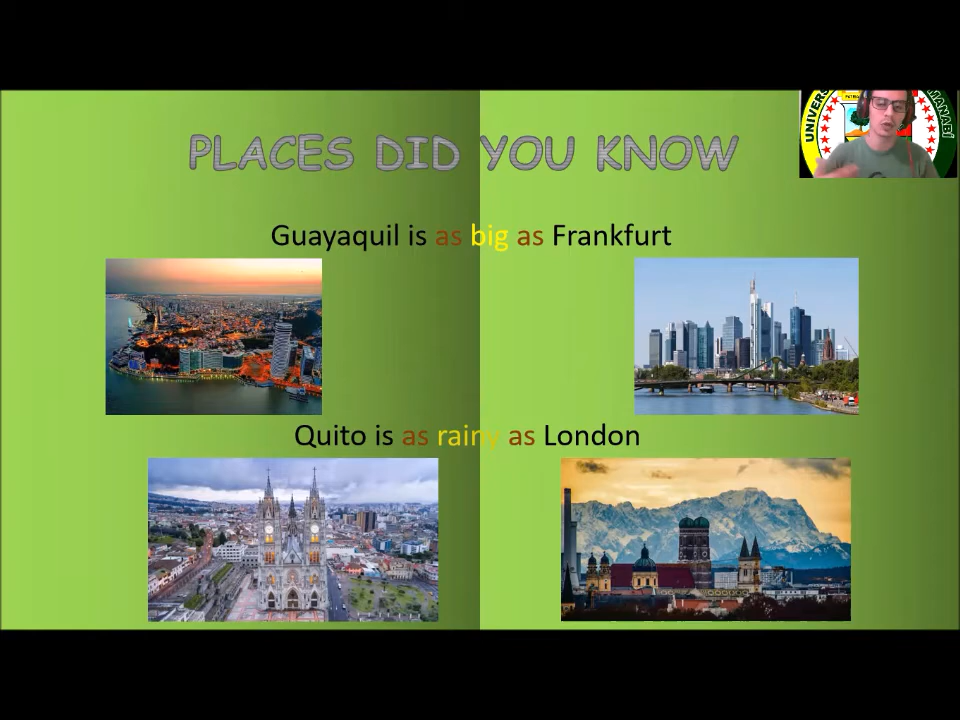 PLACES DID YOU KNOW
Guayaquil is as big as Frankfurt
Quito is as rainy as London